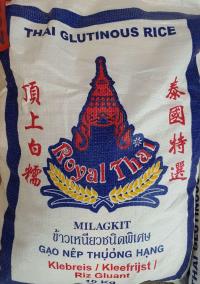 THAI GLUTINOUS RICE
頂上白糯
泰國特選
Royal Thai
MILAGKIT
ข้าวเหนียวชนิดพิเศษ
GẠO NẾP THƯỢNG HẠNG
Klebreis / Kleefrijst /
Riz Gluant